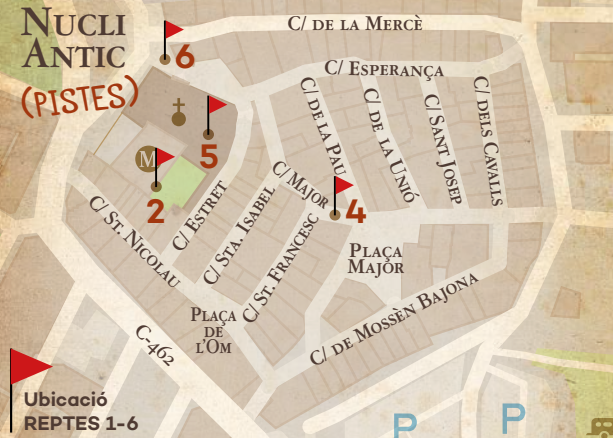 NUCLI
ANTIC
(PISTES)
C/ DE LA MERCÈ
6
C/ ESPERANÇA
C/ DE LA PAU
C/ DE LA UNIÓ
C/ SANT JOSEP
C/ DELS CAVALLS
5
M
2
C/ MAJOR
4
C/ ESTRET
C/ STA. ISABEL
C/ ST. FRANCESC
C/ ST. NICOLAU
PLAÇA
MAJOR
PLAÇA
DE
L'OM
C/ DE MOSSÈN BAJONA
C-462
Ubicació
REPTES 1-6
P
P